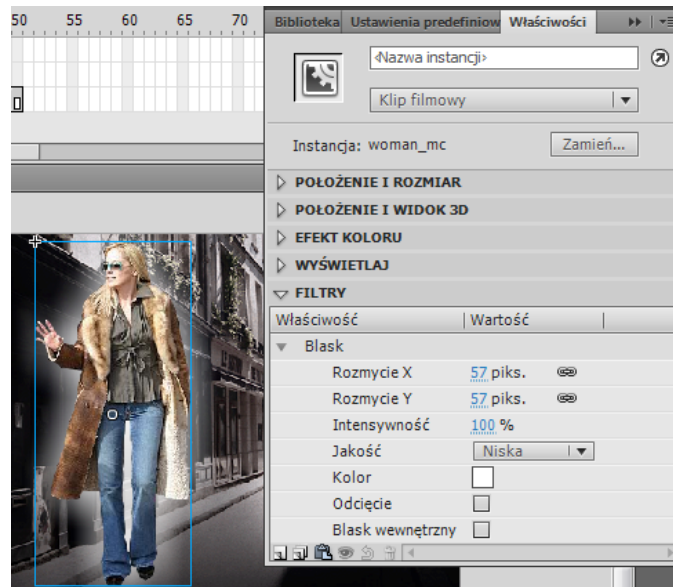 50 55 60 65 70
Biblioteka Ustawienia predefiniow Właściwości
<Nazwa instancji>
Klip filmowy
Instancja: woman_mc Zamień...
POŁOŻENIE I ROZMIAR
POŁOŻENIE I WIDOK 3D
EFEKT KOLORU
WYŚWIETLAJ
FILTRY
Właściwość Wartość
Blask
Rozmycie X 57 piks.
Rozmycie Y 57 piks.
Intensywność 100 %
Jakość Niska
Kolor
Odcięcie
Blask wewnętrzny